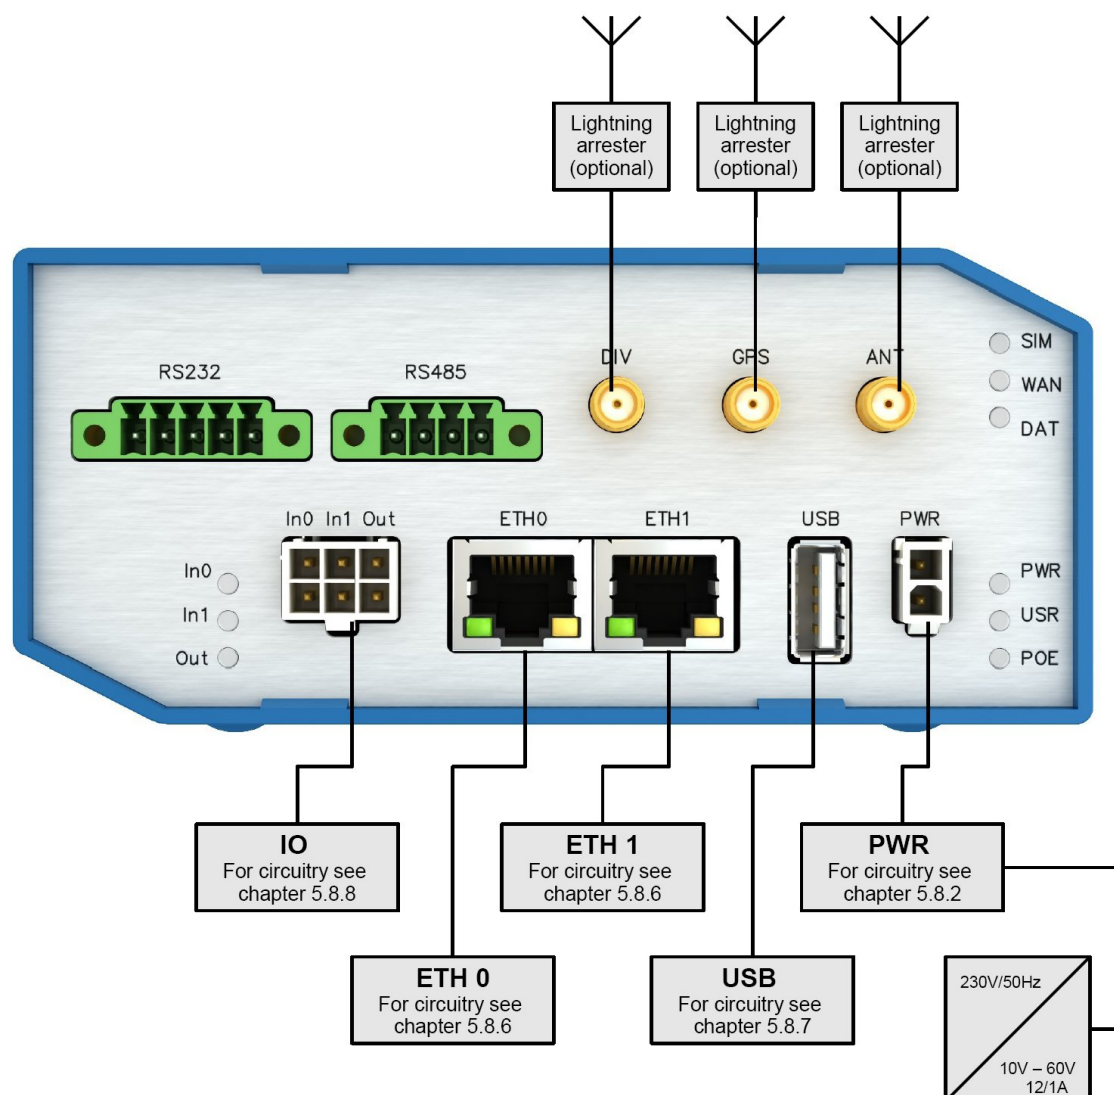 Lightning
arrester
(optional)
Lightning
arrester
(optional)
Lightning
arrester
(optional)
DIV
GPS
ANT
SIM
WAN
DAT
RS232
RS485
In0 In1 Out
ETH0
ETH1
USB
PWR
In0
In1
Out
PWR
USR
POE
IO
For circuitry see
chapter 5.8.8
ETH 1
For circuitry see
chapter 5.8.6
PWR
For circuitry see
chapter 5.8.2
ETH 0
For circuitry see
chapter 5.8.6
USB
For circuitry see
chapter 5.8.7
230V/50Hz
10V – 60V
12/1A